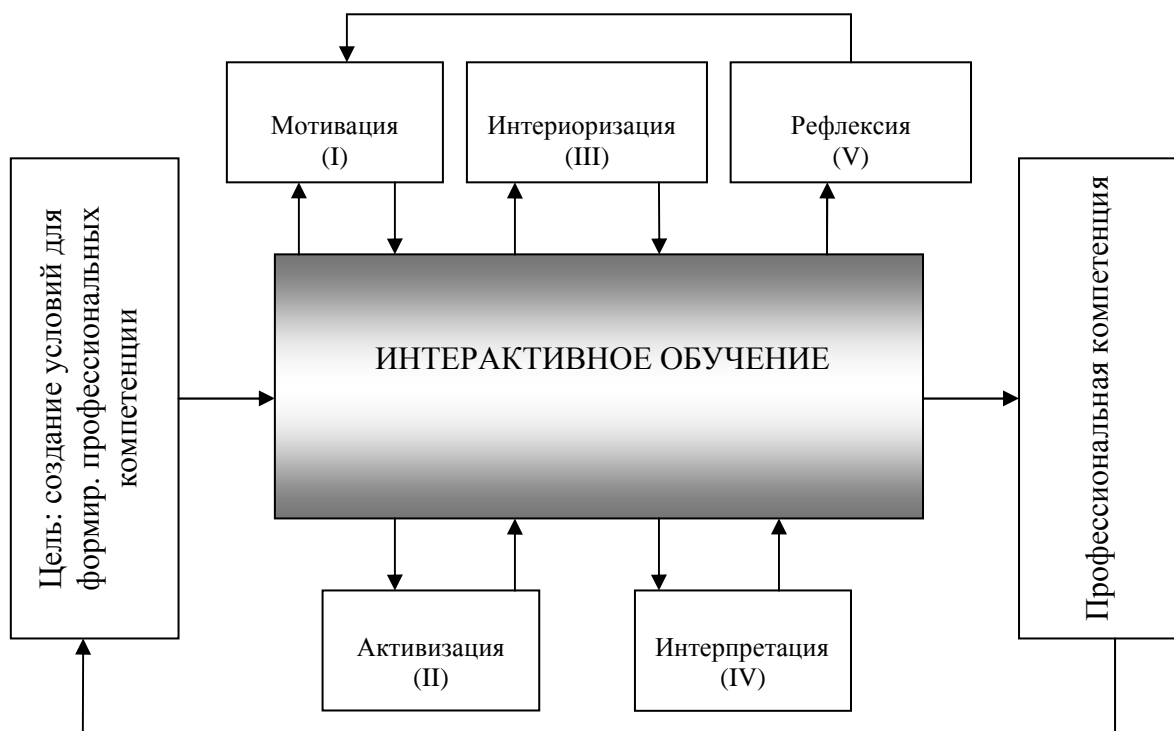 Мотивация
(I)
Интериоризация
(III)
Рефлексия
(V)
Цель: создание условий для
формир. профессиональных
компетенции
ИНТЕРАКТИВНОЕ ОБУЧЕНИЕ
Профессиональная компетенция
Активизация
(II)
Интерпретация
(IV)